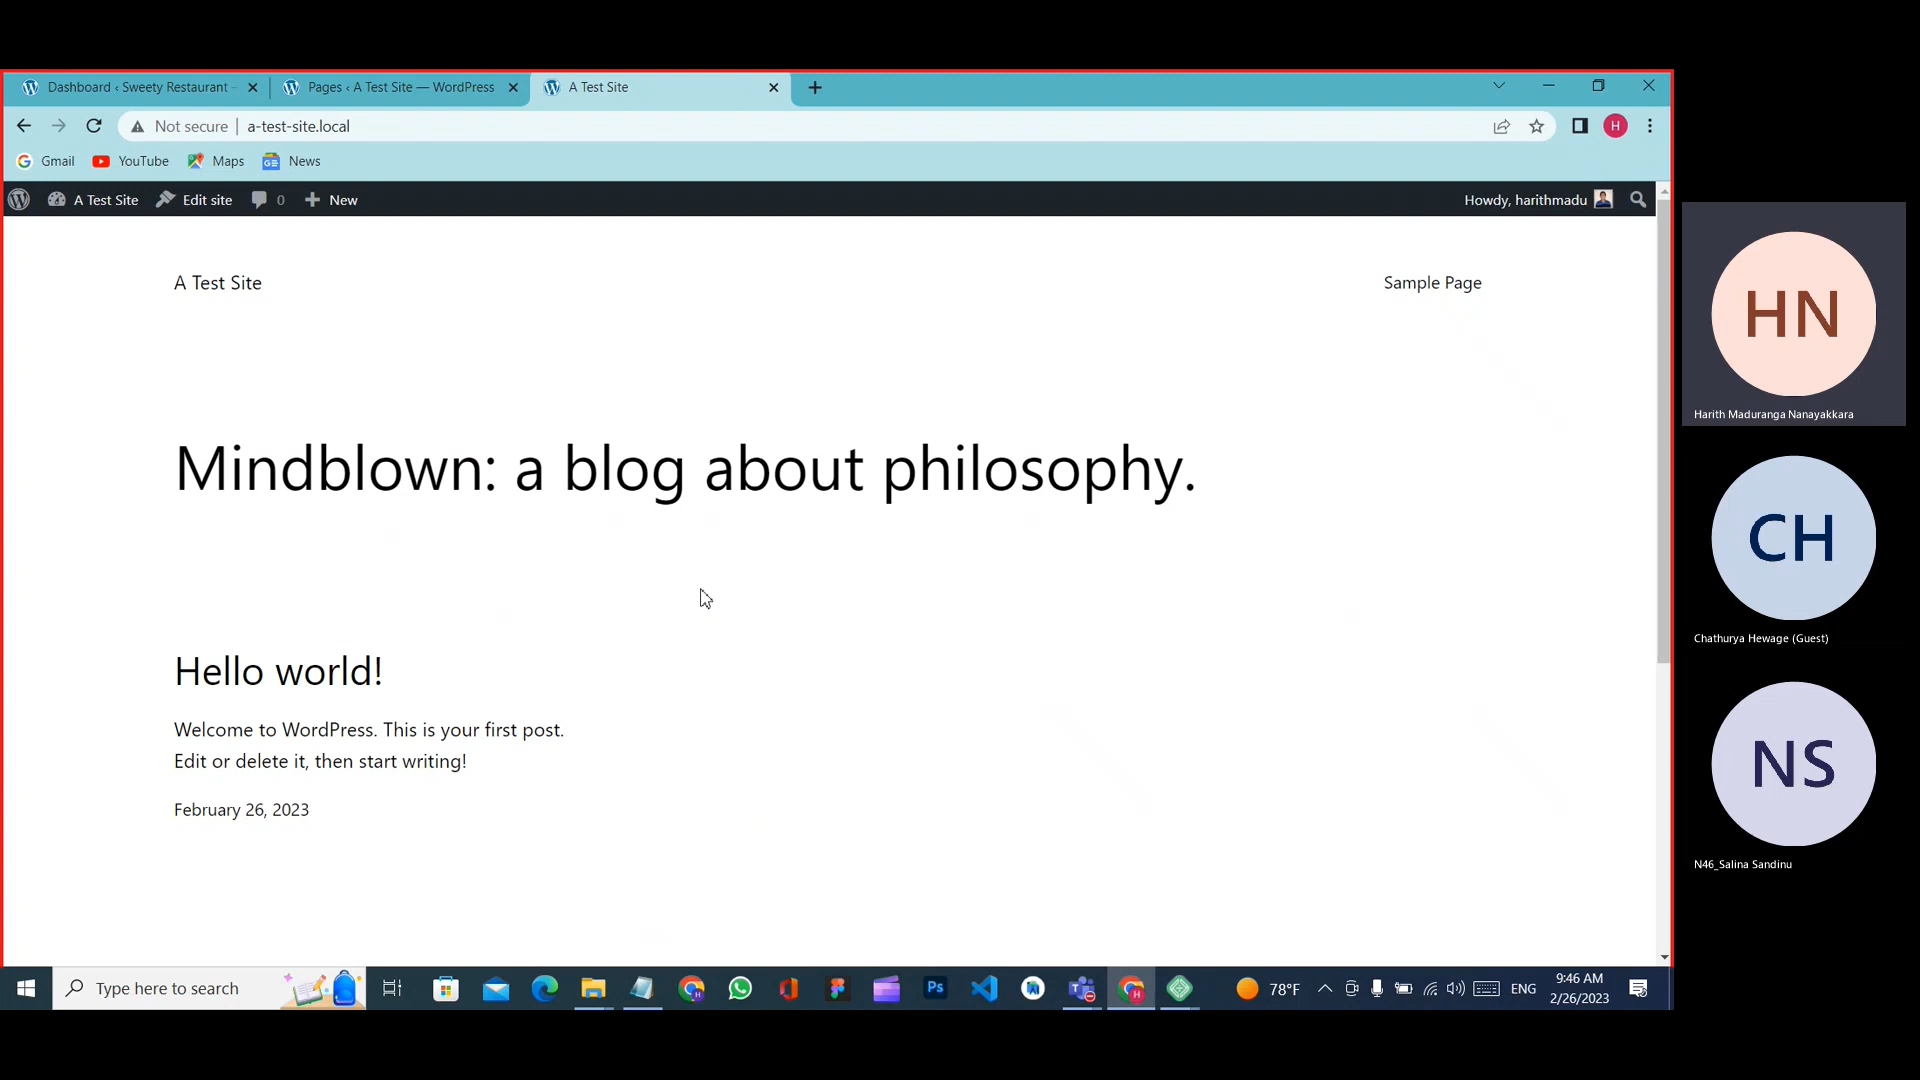 Dashboard ‹ Sweety Restaurant
Pages ‹ A Test Site — WordPress
A Test Site
Not secure
a-test-site.local
H
Gmail
YouTube
Maps
News
A Test Site
Edit site
0
New
Howdy, harithmadu
A Test Site
Sample Page
Mindblown: a blog about philosophy.
Hello world!
Welcome to WordPress. This is your first post.
Edit or delete it, then start writing!
February 26, 2023
HN
Harith Maduranga Nanayakkara
CH
Chathurya Hewage (Guest)
NS
N46_Salina Sandinu
Type here to search
Ps
78°F
ENG
9:46 AM
2/26/2023